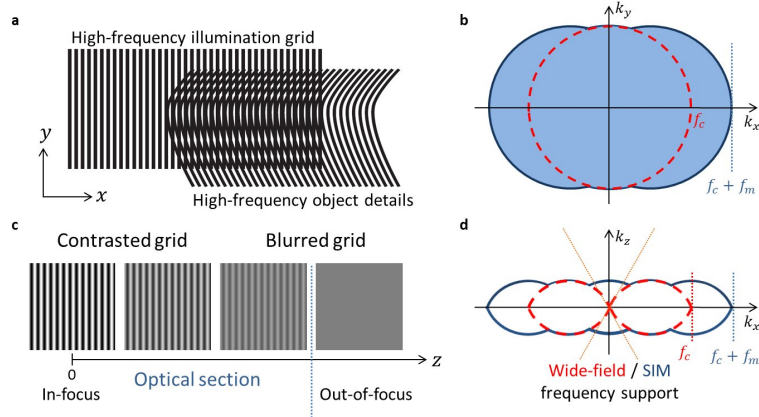 a
High-frequency illumination grid
y
x
High-frequency object details
b
k_y
k_x
f_c
f_c + f_m
c
Contrasted grid
Blurred grid
0
z
In-focus
Optical section
Out-of-focus
d
k_z
k_x
f_c
f_c + f_m
Wide-field / SIM
frequency support